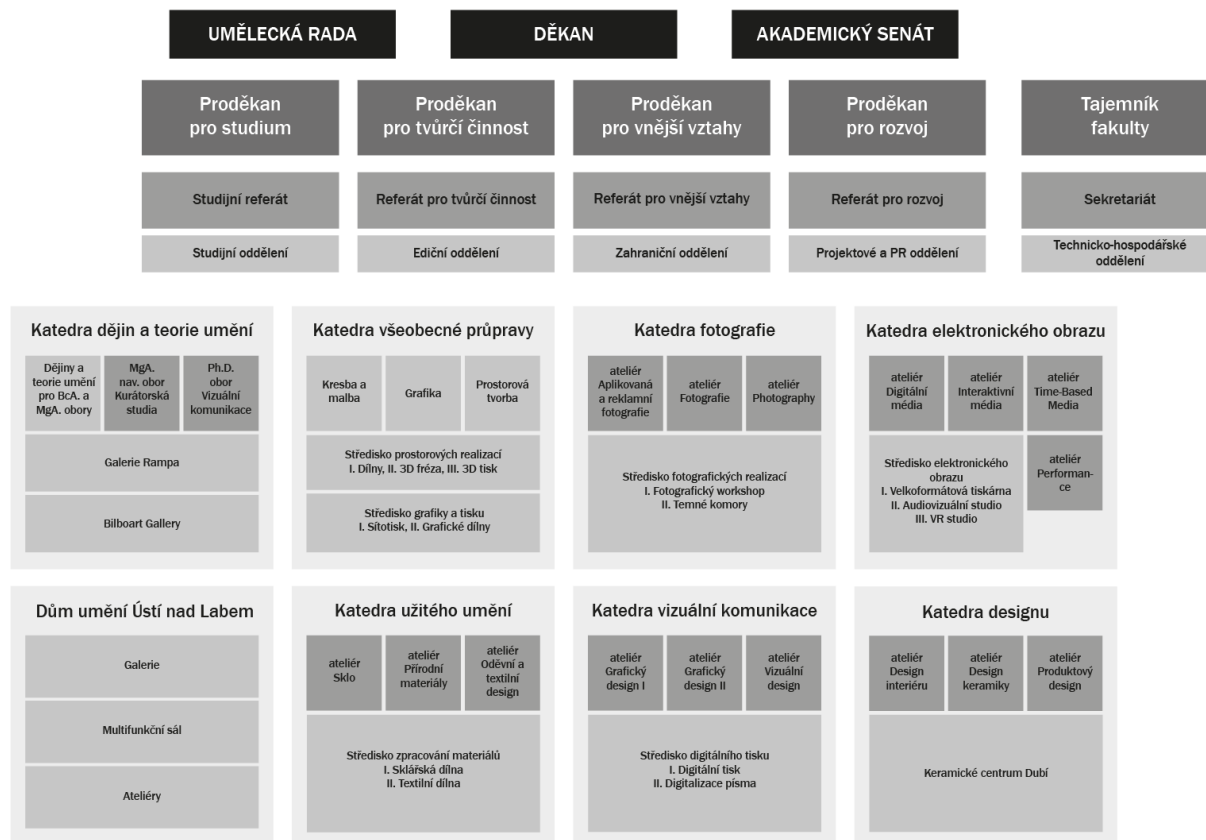 UMĚLECKÁ RADA
DĚKAN
AKADEMICKÝ SENÁT
Proděkan
pro studium
Proděkan
pro tvůrčí činnost
Proděkan
pro vnější vztahy
Proděkan
pro rozvoj
Tajemník
fakulty
Studijní referát
Referát pro tvůrčí činnost
Referát pro vnější vztahy
Referát pro rozvoj
Sekretariát
Studijní oddělení
Ediční oddělení
Zahraniční oddělení
Projektové a PR oddělení
Technicko-hospodářské
oddělení
Katedra dějin a teorie umění
Dějiny a
teorie umění
pro BcA. a
MgA. obory
MgA.
nav. obor
Kurátorská
studia
Ph.D.
obor
Vizuální
komunikace
Galerie Rampa
Bilboart Gallery
Katedra všeobecné průpravy
Kresba a
malba
Grafika
Prostorová
tvorba
Středisko prostorových realizací
I. Dílny, II. 3D fréza, III. 3D tisk
Středisko grafiky a tisku
I. Sítotisk, II. Grafické dílny
Katedra fotografie
ateliér
Aplikovaná
a reklamní
fotografie
ateliér
Fotografie
ateliér
Photography
Středisko fotografických realizací
I. Fotografický workshop
II. Temné komory
Katedra elektronického obrazu
ateliér
Digitální
média
ateliér
Interaktivní
média
ateliér
Time-Based
Media
Středisko elektronického
obrazu
I. Velkoformátová tiskárna
II. Audiovizuální studio
III. VR studio
ateliér
Performan-
ce
Dům umění Ústí nad Labem
Galerie
Multifunkční sál
Ateliéry
Katedra užitého umění
ateliér
Sklo
ateliér
Přírodní
materiály
ateliér
Oděvní a
textilní
design
Středisko zpracování materiálů
I. Sklářská dílna
II. Textilní dílna
Katedra vizuální komunikace
ateliér
Grafický
design I
ateliér
Grafický
design II
ateliér
Vizuální
design
Středisko digitálního tisku
I. Digitální tisk
II. Digitalizace písma
Katedra designu
ateliér
Design
interiéru
ateliér
Design
keramiky
ateliér
Produktový
design
Keramické centrum Dubí